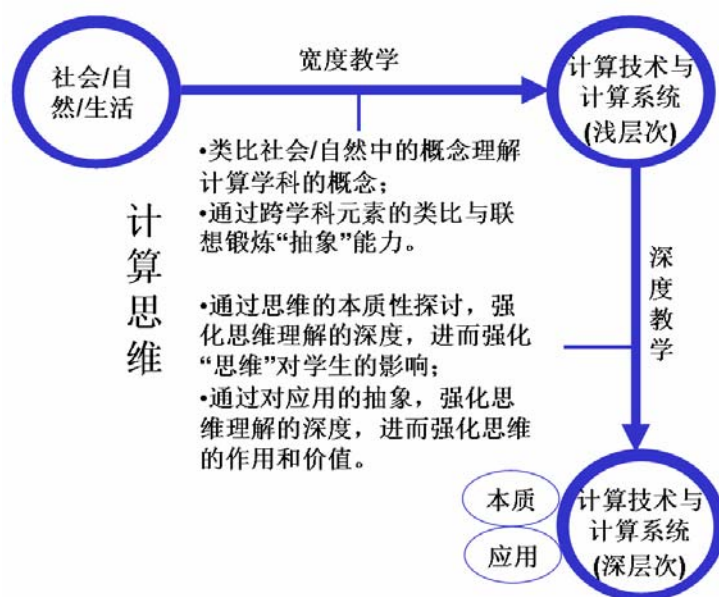 社会/自
然/生活
宽度教学
计算技术与
计算系统
(浅层次)
•类比社会/自然中的概念理解
计算学科的概念；
•通过跨学科元素的类比与联
想锻炼“抽象”能力。
计算思维
•通过思维的本质性探讨，强
化思维理解的深度，进而强化
“思维”对学生的影响；
•通过对应用的抽象，强化思
维理解的深度，进而强化思维
的作用和价值。
深度教学
本质
应用
计算技术与
计算系统
(深层次)